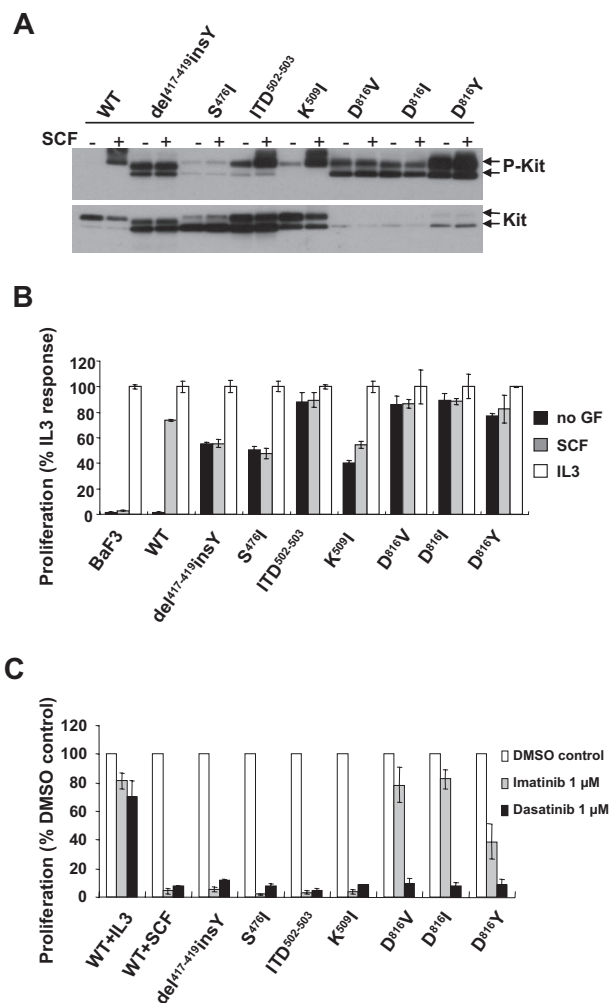 A
WT
del⁴¹⁷⁻⁴¹⁹insY
S⁴⁷⁶I
ITD⁵⁰²⁻⁵⁰³
K⁵⁰⁹I
D⁸¹⁶V
D⁸¹⁶I
D⁸¹⁶Y
SCF - + - + - + - + - + - + - + - +
P-Kit
Kit
B
Proliferation (% IL3 response)
120
100
80
60
40
20
0
no GF
SCF
IL3
BaF3
WT
del⁴¹⁷⁻⁴¹⁹insY
S⁴⁷⁶I
ITD⁵⁰²⁻⁵⁰³
K⁵⁰⁹I
D⁸¹⁶V
D⁸¹⁶I
D⁸¹⁶Y
C
Proliferation (% DMSO control)
120
100
80
60
40
20
0
DMSO control
Imatinib 1 µM
Dasatinib 1 µM
WT+IL3
WT+SCF
del⁴¹⁷⁻⁴¹⁹insY
S⁴⁷⁶I
ITD⁵⁰²⁻⁵⁰³
K⁵⁰⁹I
D⁸¹⁶V
D⁸¹⁶I
D⁸¹⁶Y